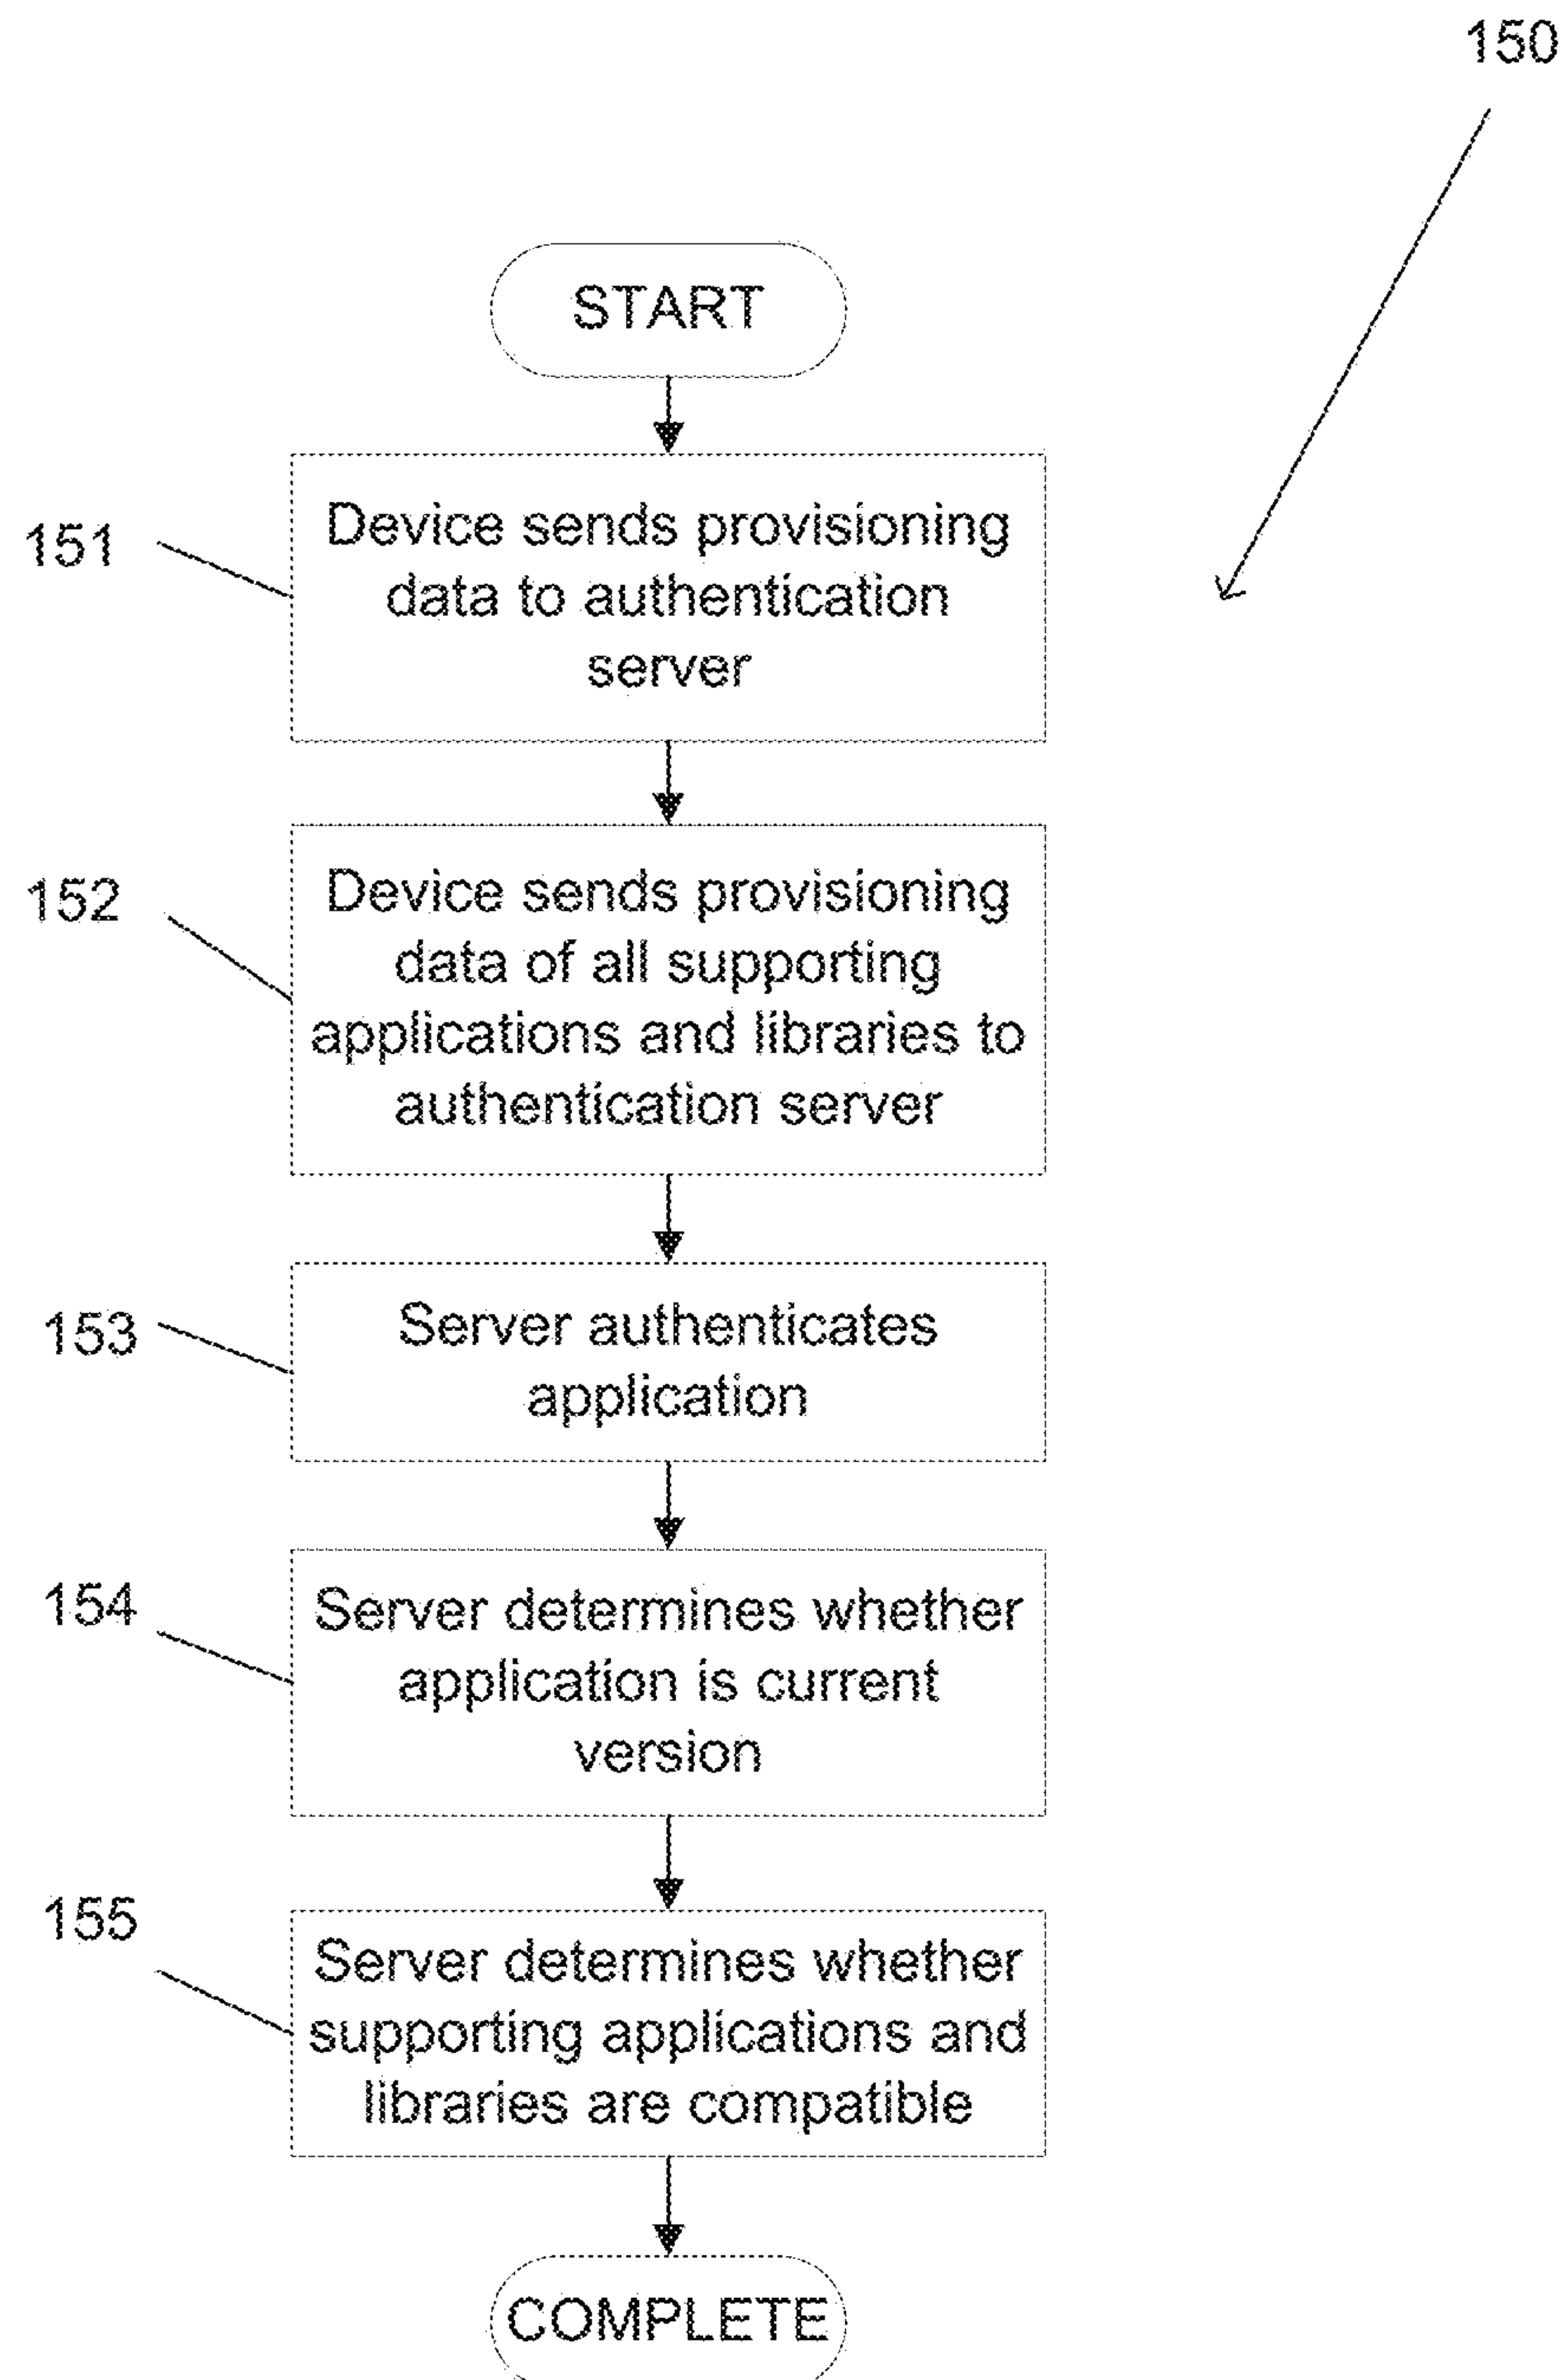 150
START
151
Device sends provisioning
data to authentication
server
152
Device sends provisioning
data of all supporting
applications and libraries to
authentication server
153
Server authenticates
application
154
Server determines whether
application is current
version
155
Server determines whether
supporting applications and
libraries are compatible
COMPLETE